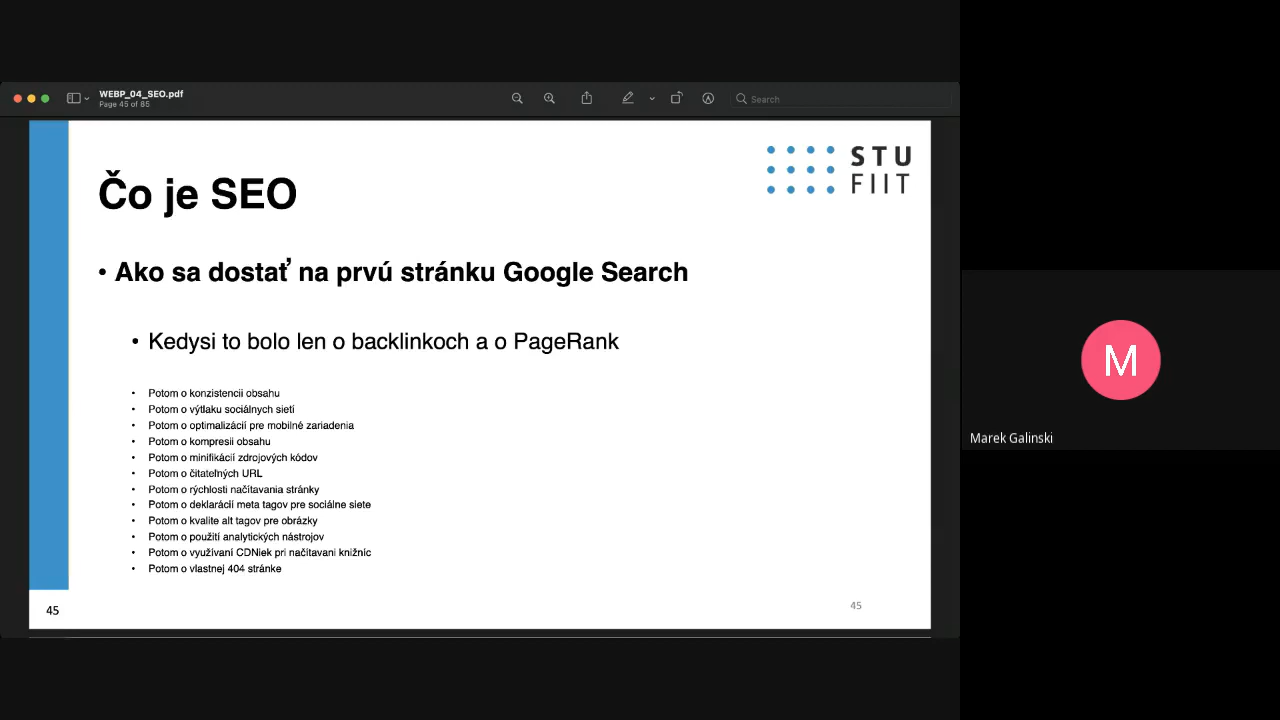 WEBP_04_SEO.pdf
Page 45 of 85
Search
STU
FIIT
Čo je SEO
• Ako sa dostať na prvú stránku Google Search
• Kedysi to bolo len o backlinkoch a o PageRank
• Potom o konzistencii obsahu
• Potom o výtlaku sociálnych sietí
• Potom o optimalizácií pre mobilné zariadenia
• Potom o kompresii obsahu
• Potom o minifikácií zdrojových kódov
• Potom o čitateľných URL
• Potom o rýchlosti načítavania stránky
• Potom o deklarácií meta tagov pre sociálne siete
• Potom o kvalite alt tagov pre obrázky
• Potom o použití analytických nástrojov
• Potom o využívaní CDNiek pri načítavani knižníc
• Potom o vlastnej 404 stránke
45
45
M
Marek Galinski